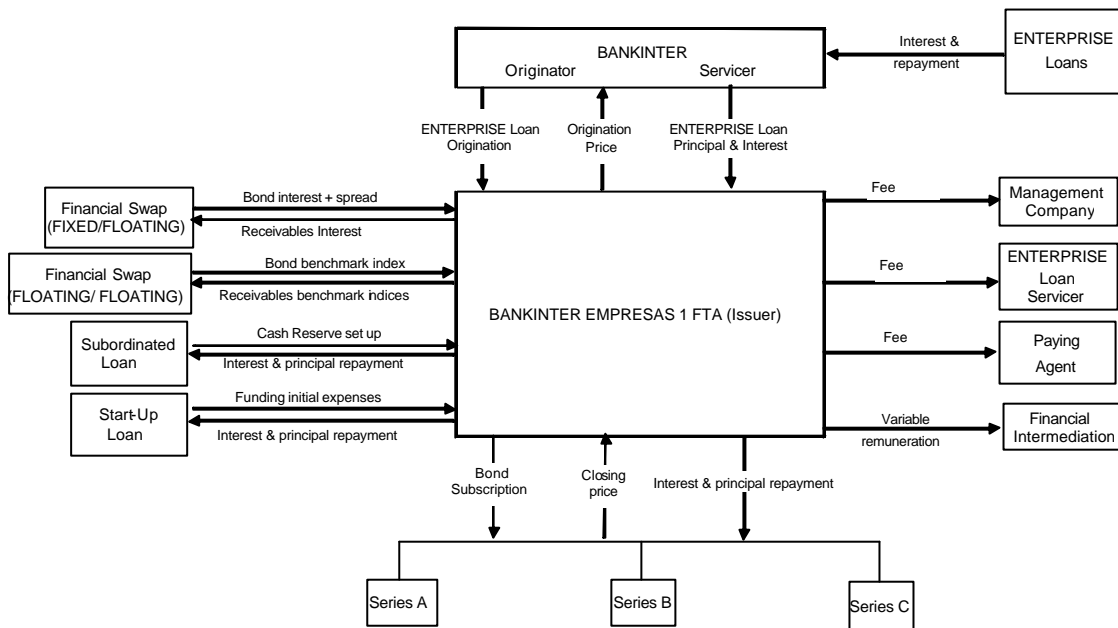 BANKINTER
Originator Servicer
Interest &
repayment
ENTERPRISE
Loans
ENTERPRISE Loan
Origination
Origination
Price
ENTERPRISE Loan
Principal & Interest
Financial Swap
(FIXED/FLOATING)
Bond interest + spread
Receivables Interest
Financial Swap
(FLOATING/ FLOATING)
Bond benchmark index
Receivables benchmark indices
Subordinated
Loan
Cash Reserve set up
Interest & principal repayment
Start-Up
Loan
Funding initial expenses
Interest & principal repayment
BANKINTER EMPRESAS 1 FTA (Issuer)
Fee
Management
Company
Fee
ENTERPRISE
Loan
Servicer
Fee
Paying
Agent
Variable
remuneration
Financial
Intermediation
Bond
Subscription
Closing
price
Interest & principal repayment
Series A
Series B
Series C